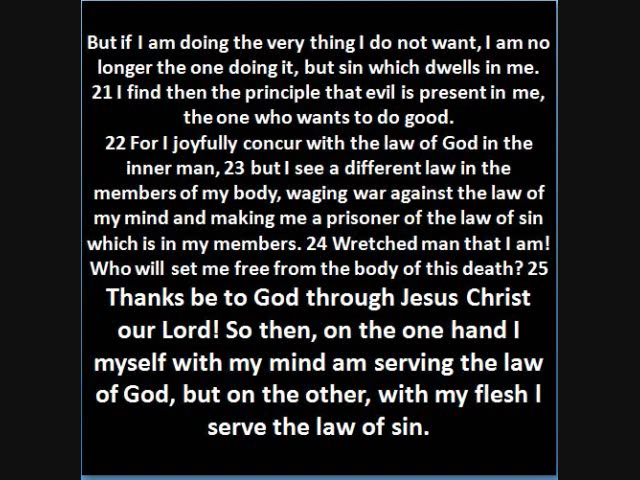 But if I am doing the very thing I do not want, I am no
longer the one doing it, but sin which dwells in me.
21 I find then the principle that evil is present in me,
the one who wants to do good.
22 For I joyfully concur with the law of God in the
inner man, 23 but I see a different law in the
members of my body, waging war against the law of
my mind and making me a prisoner of the law of sin
which is in my members. 24 Wretched man that I am!
Who will set me free from the body of this death? 25
Thanks be to God through Jesus Christ
our Lord! So then, on the one hand I
myself with my mind am serving the law
of God, but on the other, with my flesh I
serve the law of sin.